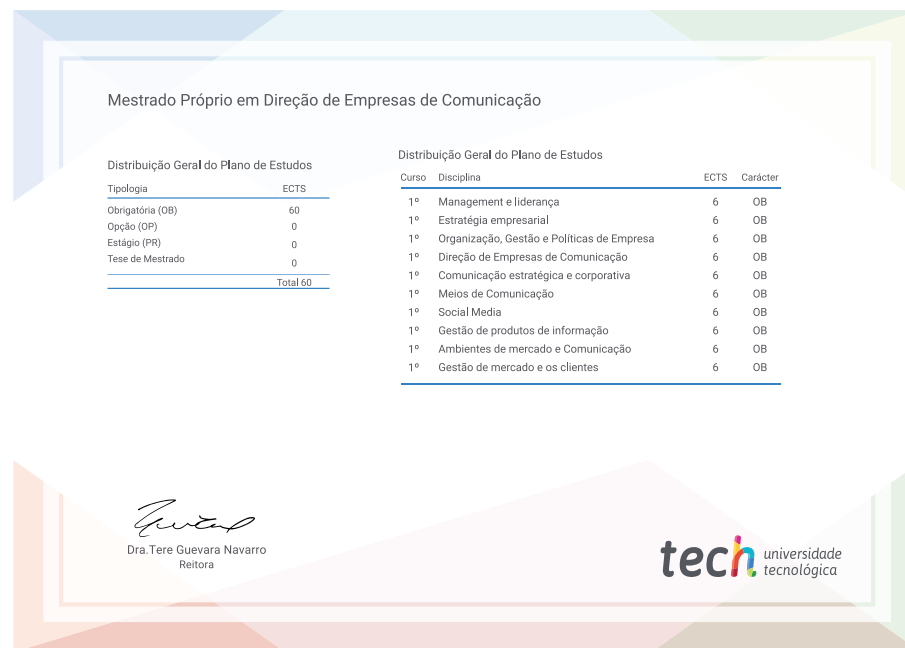 Mestrado Próprio em Direção de Empresas de Comunicação
Distribuição Geral do Plano de Estudos
Tipologia ECTS
Obrigatória (OB) 60
Opção (OP) 0
Estágio (PR) 0
Tese de Mestrado 0
Total 60
Distribuição Geral do Plano de Estudos
Curso Disciplina ECTS Carácter
1º Management e liderança 6 OB
1º Estratégia empresarial 6 OB
1º Organização, Gestão e Políticas de Empresa 6 OB
1º Direção de Empresas de Comunicação 6 OB
1º Comunicação estratégica e corporativa 6 OB
1º Meios de Comunicação 6 OB
1º Social Media 6 OB
1º Gestão de produtos de informação 6 OB
1º Ambientes de mercado e Comunicação 6 OB
1º Gestão de mercado e os clientes 6 OB
Dra.Tere Guevara Navarro
Reitora
tech universidade
tecnológica